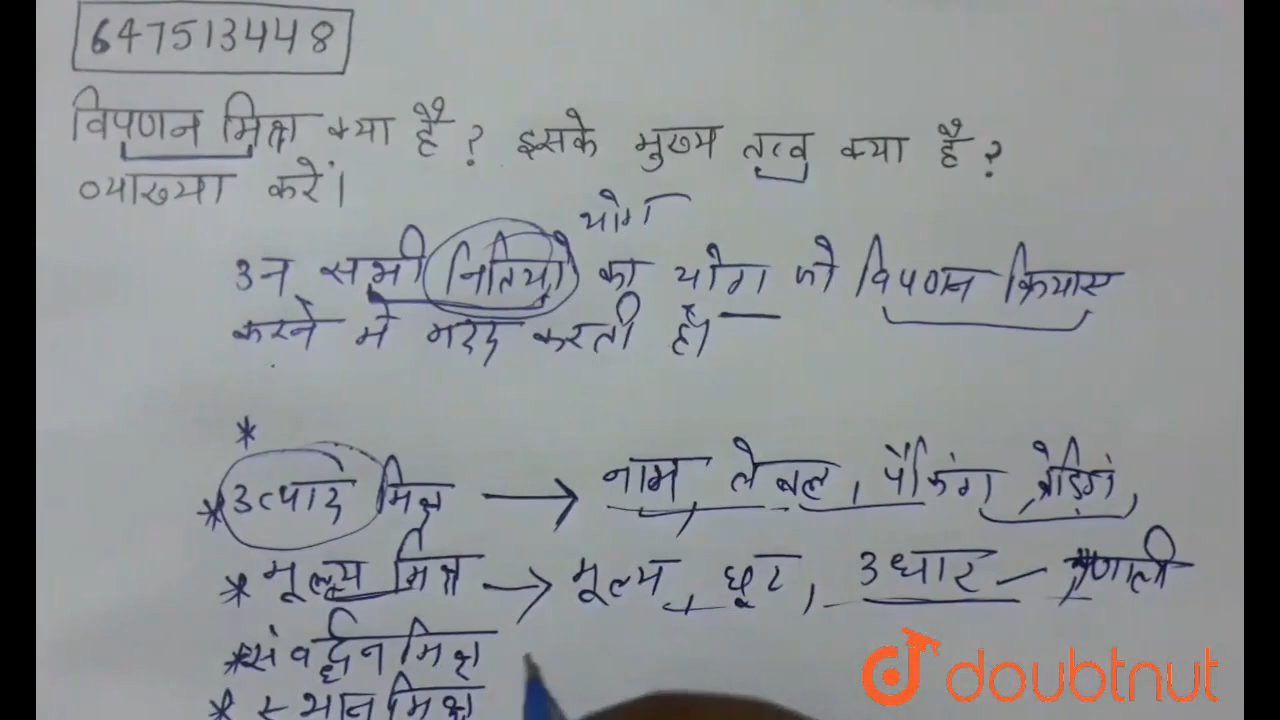 647513448
विपणन मिश्र क्या है ? इसके मुख्य तत्व क्या है ?
व्याख्या करें।
योग
उन सभी नितियो का योग जो विपणन क्रियाए
करने मे मदद करती है।
* उत्पाद मिश्र → नाम, लेबल, पैकिंग, ब्रेडिगं,
* मूल्य मिश्र → मूल्य, छूट, उधार - प्रणाली
* संवर्द्धन मिश्र
* स्थान मिश्र
doubtnut